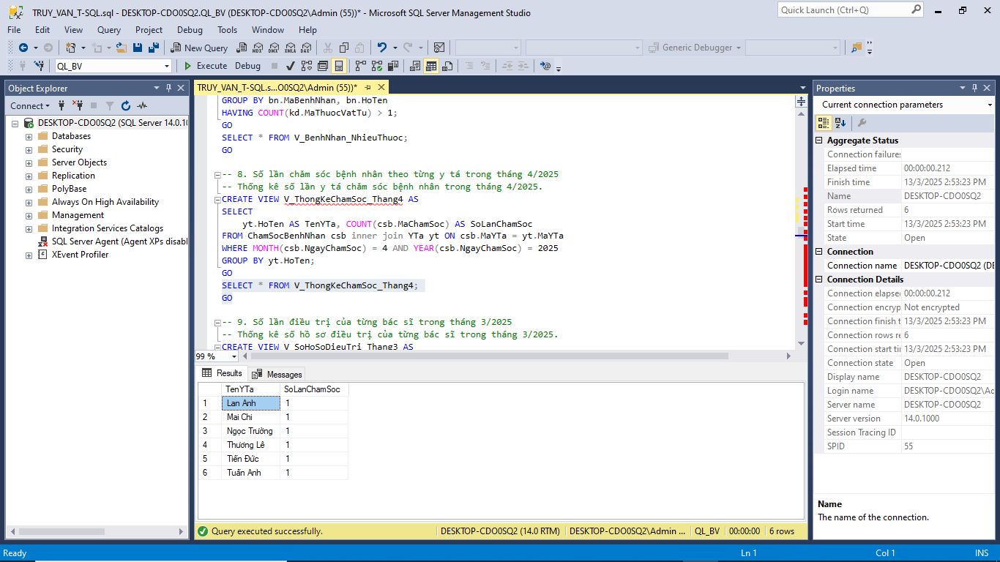 TRUY_VAN_T-SQL.sql - DESKTOP-CDO0SQ2.QL_BV (DESKTOP-CDO0SQ2\Admin (55))* - Microsoft SQL Server Management Studio
Quick Launch (Ctrl+Q)
File Edit View Query Project Debug Tools Window Help
New Query
MDX DMX XMLA DAX
Generic Debugger
QL_BV
Execute Debug
Object Explorer
Connect
DESKTOP-CDO0SQ2 (SQL Server 14.0.10
Databases
Security
Server Objects
Replication
PolyBase
Always On High Availability
Management
Integration Services Catalogs
SQL Server Agent (Agent XPs disabl
XEvent Profiler
TRUY_VAN_T-SQL.s...O0SQ2\Admin (55))*
GROUP BY bn.MaBenhNhan, bn.HoTen
HAVING COUNT(kd.MaThuocVatTu) > 1;
GO
SELECT * FROM V_BenhNhan_NhieuThuoc;
GO
-- 8. Số lần chăm sóc bệnh nhân theo từng y tá trong tháng 4/2025
-- Thống kê số lần y tá chăm sóc bệnh nhân trong tháng 4/2025.
CREATE VIEW V_ThongKeChamSoc_Thang4 AS
SELECT
yt.HoTen AS TenYTa, COUNT(csb.MaChamSoc) AS SoLanChamSoc
FROM ChamSocBenhNhan csb inner join YTa yt ON csb.MaYTa = yt.MaYTa
WHERE MONTH(csb.NgayChamSoc) = 4 AND YEAR(csb.NgayChamSoc) = 2025
GROUP BY yt.HoTen;
GO
SELECT * FROM V_ThongKeChamSoc_Thang4;
GO
-- 9. Số lần điều trị của từng bác sĩ trong tháng 3/2025
-- Thống kê số hồ sơ điều trị của từng bác sĩ trong tháng 3/2025.
CREATE VIEW V_SoHoSoDieuTri_Thang3 AS
99 %
Results Messages
TenYTa SoLanChamSoc
1 Lan Anh 1
2 Mai Chi 1
3 Ngọc Trường 1
4 Thương Lê 1
5 Tiến Đức 1
6 Tuấn Anh 1
Query executed successfully. DESKTOP-CDO0SQ2 (14.0 RTM) DESKTOP-CDO0SQ2\Admin ... QL_BV 00:00:00 6 rows
Properties
Current connection parameters
Aggregate Status
Connection failures
Elapsed time 00:00:00.212
Finish time 13/3/2025 2:53:23 PM
Name DESKTOP-CDO0SQ2
Rows returned 6
Start time 13/3/2025 2:53:23 PM
State Open
Connection
Connection name DESKTOP-CDO0SQ2 (DE
Connection Details
Connection elapse 00:00:00.212
Connection encryp Not encrypted
Connection finish t 13/3/2025 2:53:23 PM
Connection rows re 6
Connection start ti 13/3/2025 2:53:23 PM
Connection state Open
Display name DESKTOP-CDO0SQ2
Login name DESKTOP-CDO0SQ2\Ad
Server name DESKTOP-CDO0SQ2
Server version 14.0.1000
Session Tracing ID
SPID 55
Name
The name of the connection.
Ready Ln 1 Col 1 INS